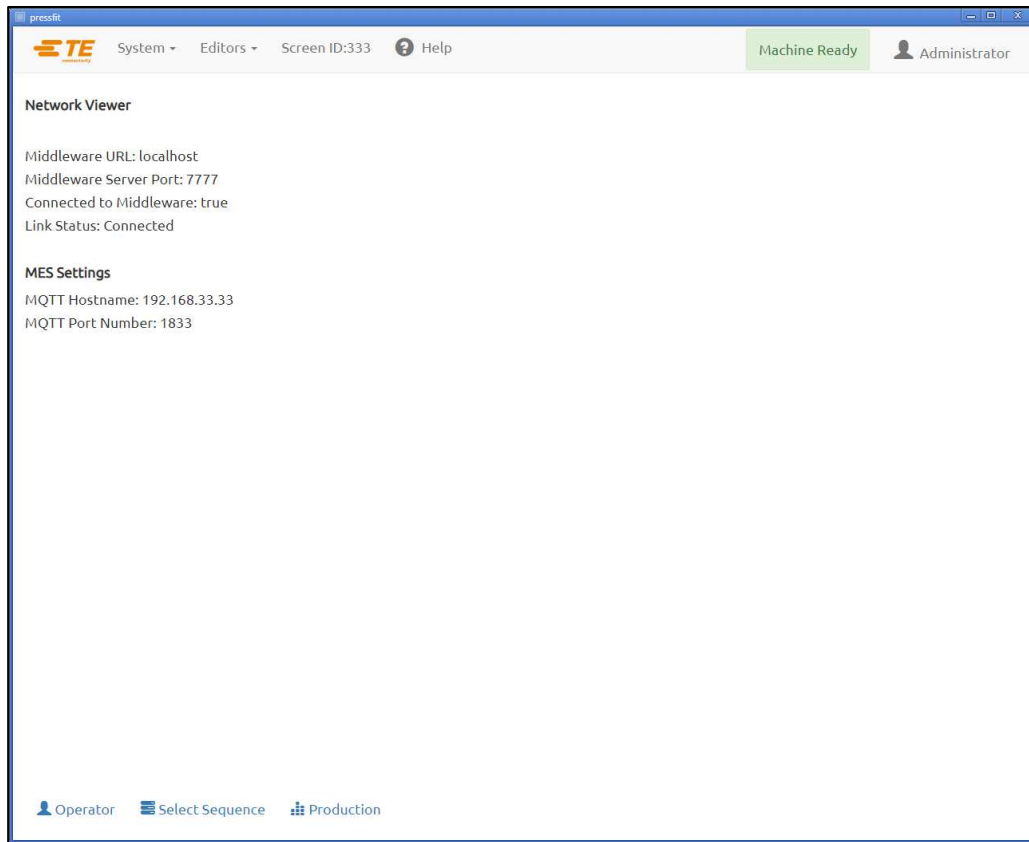 pressfit
TE
connectivity
System
Editors
Screen ID:333
? Help
Machine Ready
Administrator
Network Viewer
Middleware URL: localhost
Middleware Server Port: 7777
Connected to Middleware: true
Link Status: Connected
MES Settings
MQTT Hostname: 192.168.33.33
MQTT Port Number: 1833
Operator
Select Sequence
Production